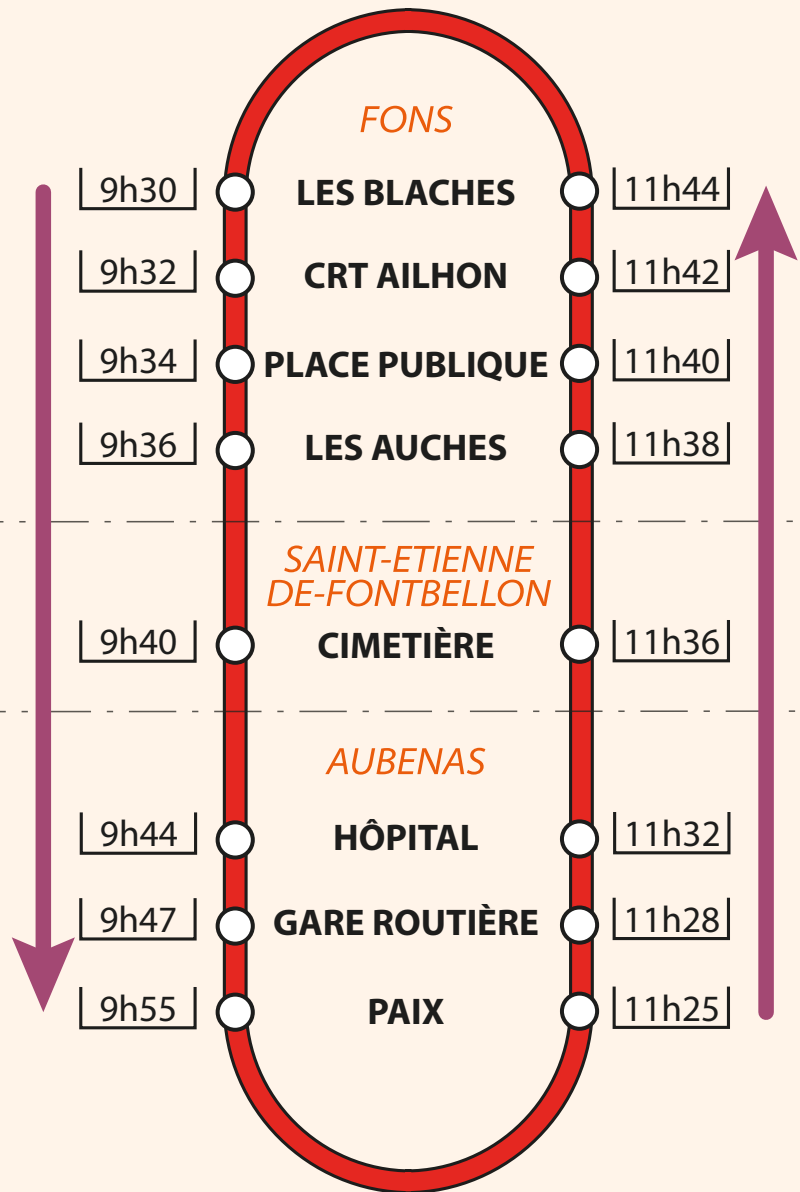 FONS
9h30 LES BLACHES 11h44
9h32 CRT AILHON 11h42
9h34 PLACE PUBLIQUE 11h40
9h36 LES AUCHES 11h38
SAINT-ETIENNE
DE-FONTBELLON
9h40 CIMETIÈRE 11h36
AUBENAS
9h44 HÔPITAL 11h32
9h47 GARE ROUTIÈRE 11h28
9h55 PAIX 11h25